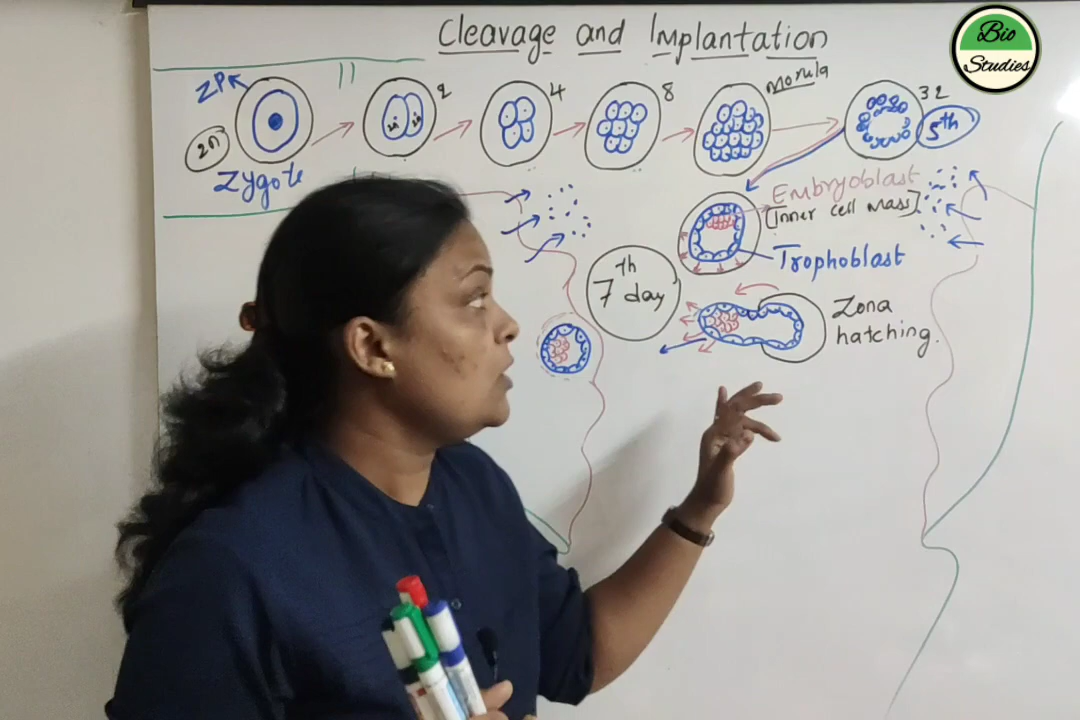 Cleavage and Implantation
Bio
Studies
ZP
2n
Zygote
2
4
8
Morula
32
5th
Embryoblast
[Inner cell mass]
Trophoblast
7th day
Zona
hatching.